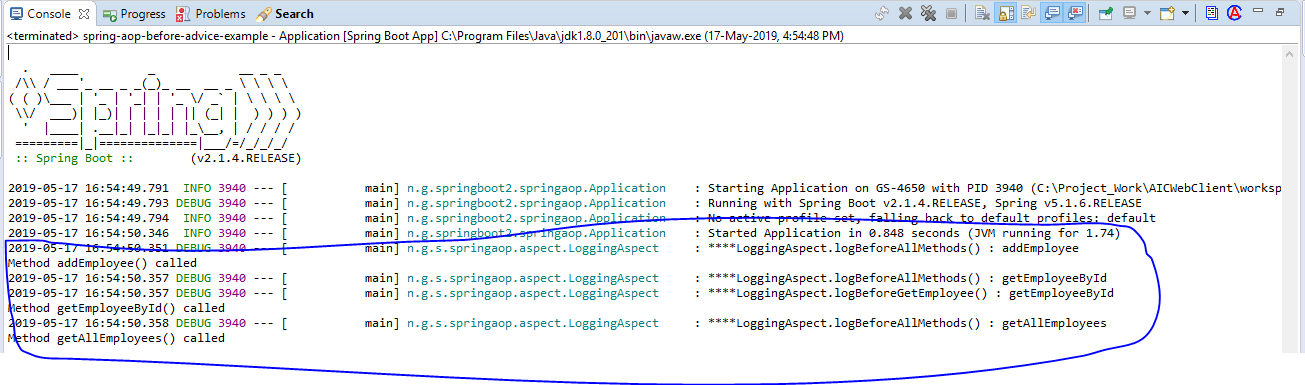 Console Progress Problems Search
<terminated> spring-aop-before-advice-example - Application [Spring Boot App] C:\Program Files\Java\jdk1.8.0_201\bin\javaw.exe (17-May-2019, 4:54:48 PM)
  .   ____          _            __ _ _
 /\\ / ___'_ __ _ _(_)_ __  __ _ \ \ \ \
( ( )\___ | '_ | '_| | '_ \/ _` | \ \ \ \
 \\/  ___)| |_)| | | | | || (_| |  ) ) ) )
  '  |____| .__|_| |_|_| |_\__, | / / / /
 =========|_|==============|___/=/_/_/_/
 :: Spring Boot ::        (v2.1.4.RELEASE)
2019-05-17 16:54:49.791  INFO 3940 --- [           main] n.g.springboot2.springaop.Application    : Starting Application on GS-4650 with PID 3940 (C:\Project_Work\AICWebClient\worksp
2019-05-17 16:54:49.793 DEBUG 3940 --- [           main] n.g.springboot2.springaop.Application    : Running with Spring Boot v2.1.4.RELEASE, Spring v5.1.6.RELEASE
2019-05-17 16:54:49.794  INFO 3940 --- [           main] n.g.springboot2.springaop.Application    : No active profile set, falling back to default profiles: default
2019-05-17 16:54:50.346  INFO 3940 --- [           main] n.g.springboot2.springaop.Application    : Started Application in 0.848 seconds (JVM running for 1.74)
2019-05-17 16:54:50.351 DEBUG 3940 --- [           main] n.g.s.springaop.aspect.LoggingAspect     : ****LoggingAspect.logBeforeAllMethods() : addEmployee
Method addEmployee() called
2019-05-17 16:54:50.357 DEBUG 3940 --- [           main] n.g.s.springaop.aspect.LoggingAspect     : ****LoggingAspect.logBeforeAllMethods() : getEmployeeById
2019-05-17 16:54:50.357 DEBUG 3940 --- [           main] n.g.s.springaop.aspect.LoggingAspect     : ****LoggingAspect.logBeforeGetEmployee() : getEmployeeById
Method getEmployeeById() called
2019-05-17 16:54:50.358 DEBUG 3940 --- [           main] n.g.s.springaop.aspect.LoggingAspect     : ****LoggingAspect.logBeforeAllMethods() : getAllEmployees
Method getAllEmployees() called